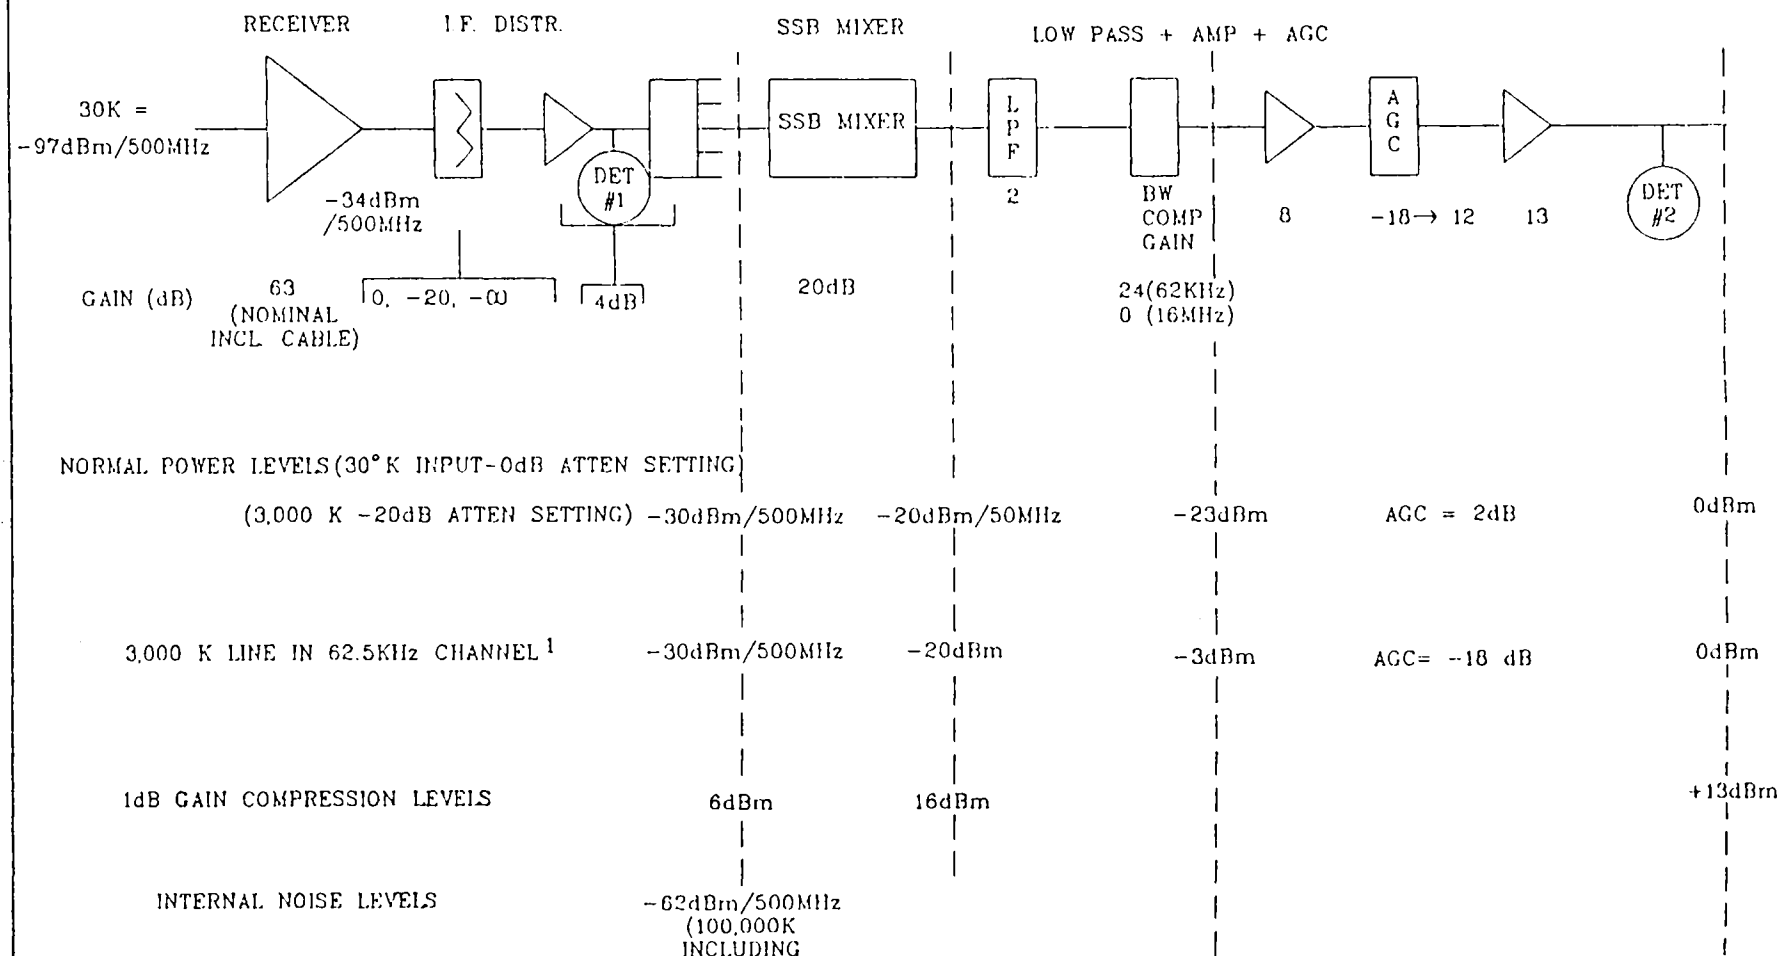 RECEIVER I.F. DISTR. SSB MIXER LOW PASS + AMP + AGC
30K =
-97dBm/500MHz
SSB MIXER
L
P
F
A
G
C
DET
#1
DET
#2
-34dBm
/500MHz
2
BW
COMP
GAIN
8 -18→ 12 13
GAIN (dB) 63
(NOMINAL
INCL. CABLE)
0, -20, -∞ 4dB 20dB
24(62KHz)
0 (16MHz)
NORMAL POWER LEVELS(30°K INPUT-0dB ATTEN SETTING)
(3,000 K -20dB ATTEN SETTING) -30dBm/500MHz -20dBm/50MHz -23dBm AGC = 2dB 0dBm
3,000 K LINE IN 62.5KHz CHANNEL 1 -30dBm/500MHz -20dBm -3dBm AGC= -18 dB 0dBm
1dB GAIN COMPRESSION LEVELS 6dBm 16dBm +13dBm
INTERNAL NOISE LEVELS -62dBm/500MHz
(100,000K
INCLUDING